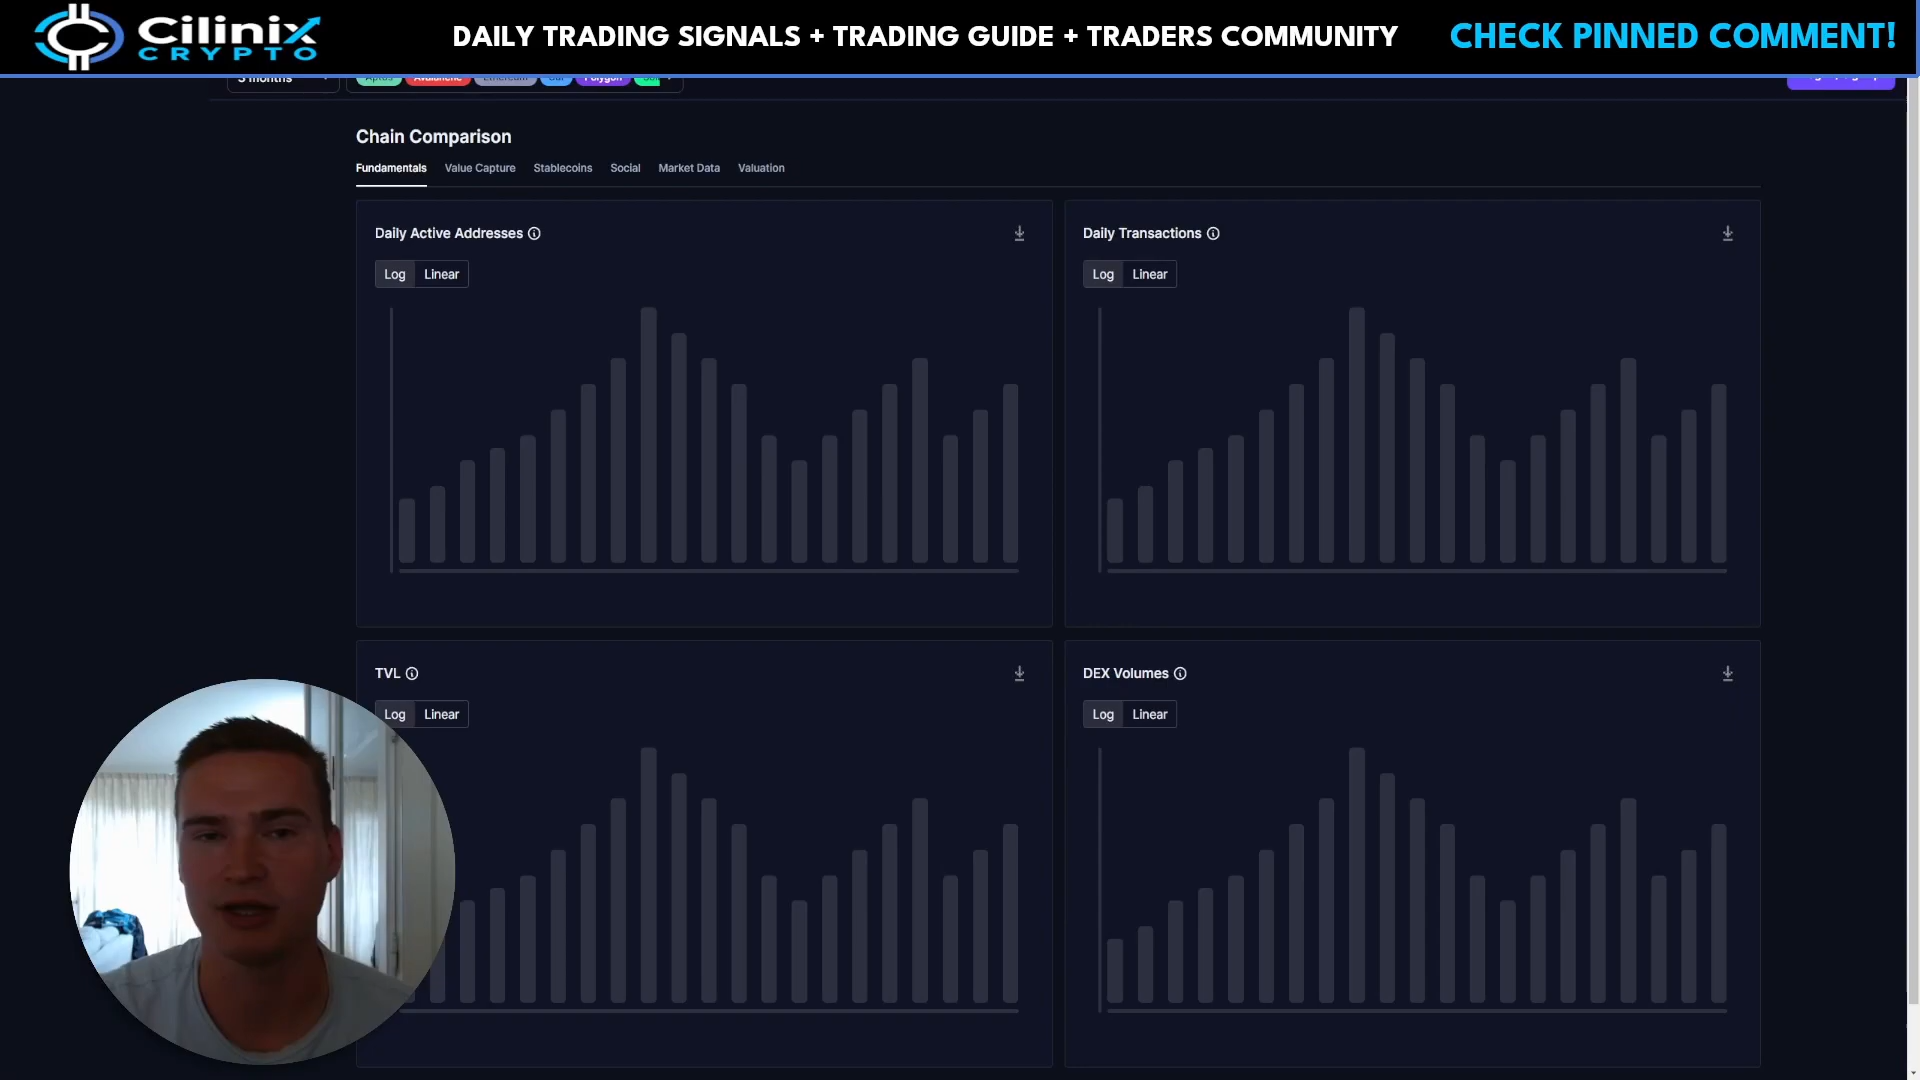 Cilinix
CRYPTO
DAILY TRADING SIGNALS + TRADING GUIDE + TRADERS COMMUNITY
CHECK PINNED COMMENT!
Chain Comparison
Fundamentals Value Capture Stablecoins Social Market Data Valuation
Daily Active Addresses
Log Linear
Daily Transactions
Log Linear
TVL
Log Linear
DEX Volumes
Log Linear